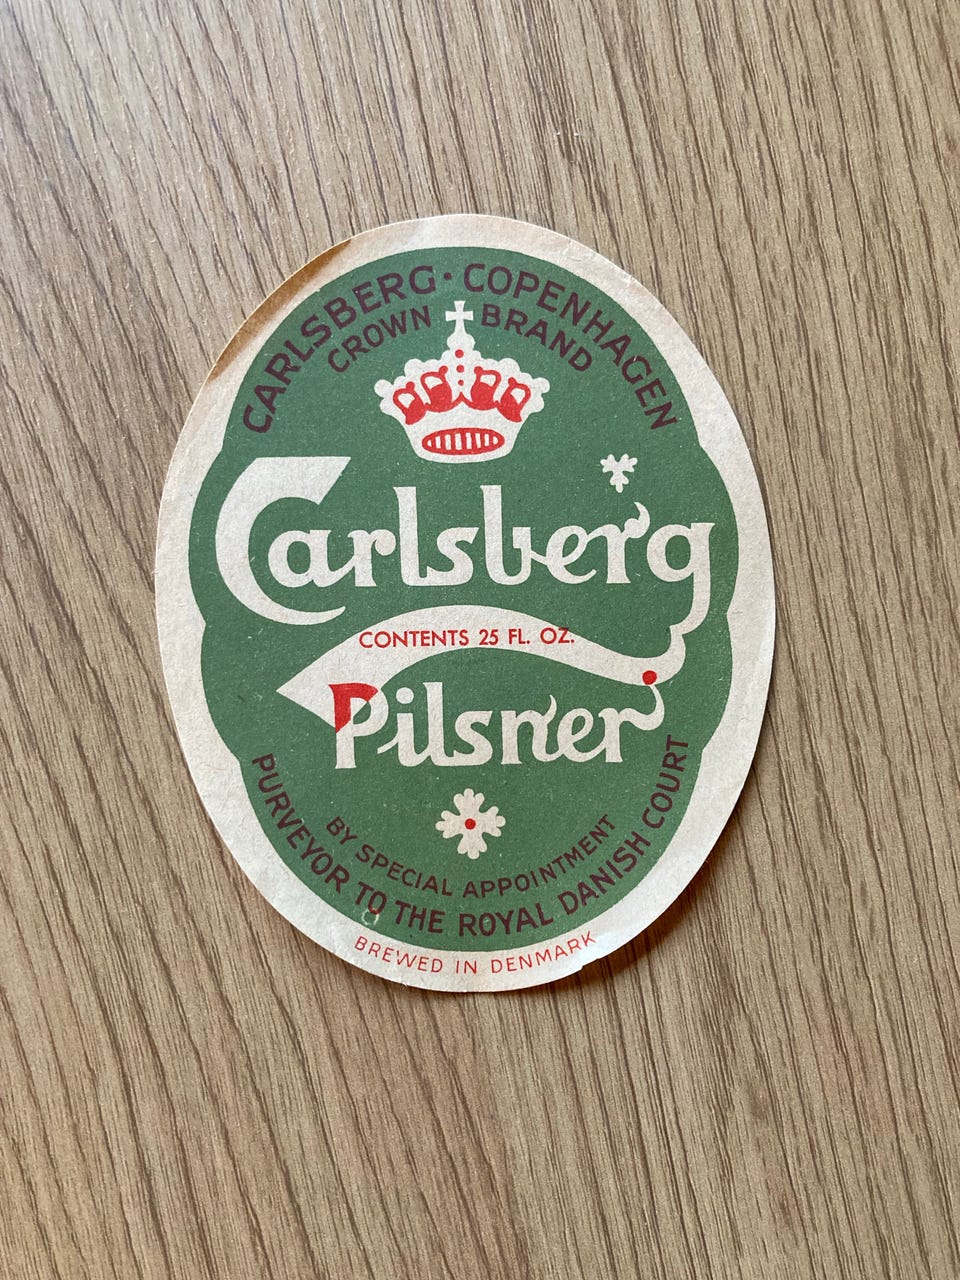 CARLSBERG · COPENHAGEN
CROWN BRAND
Carlsberg
CONTENTS 25 FL. OZ.
Pilsner
BY SPECIAL APPOINTMENT
PURVEYOR TO THE ROYAL DANISH COURT
BREWED IN DENMARK